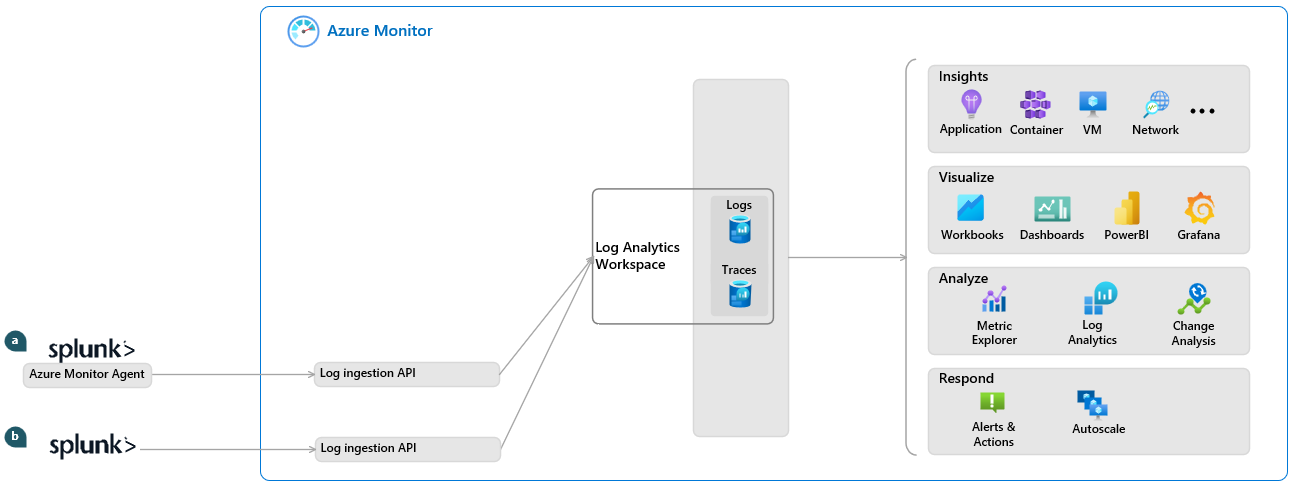 Azure Monitor
Insights
Application
Container
VM
Network
...
Visualize
Workbooks
Dashboards
PowerBI
Grafana
Logs
Log Analytics
Workspace
Traces
Analyze
Metric
Explorer
Log
Analytics
Change
Analysis
a
splunk>
Azure Monitor Agent
Log ingestion API
Respond
Alerts &
Actions
Autoscale
b
splunk>
Log ingestion API